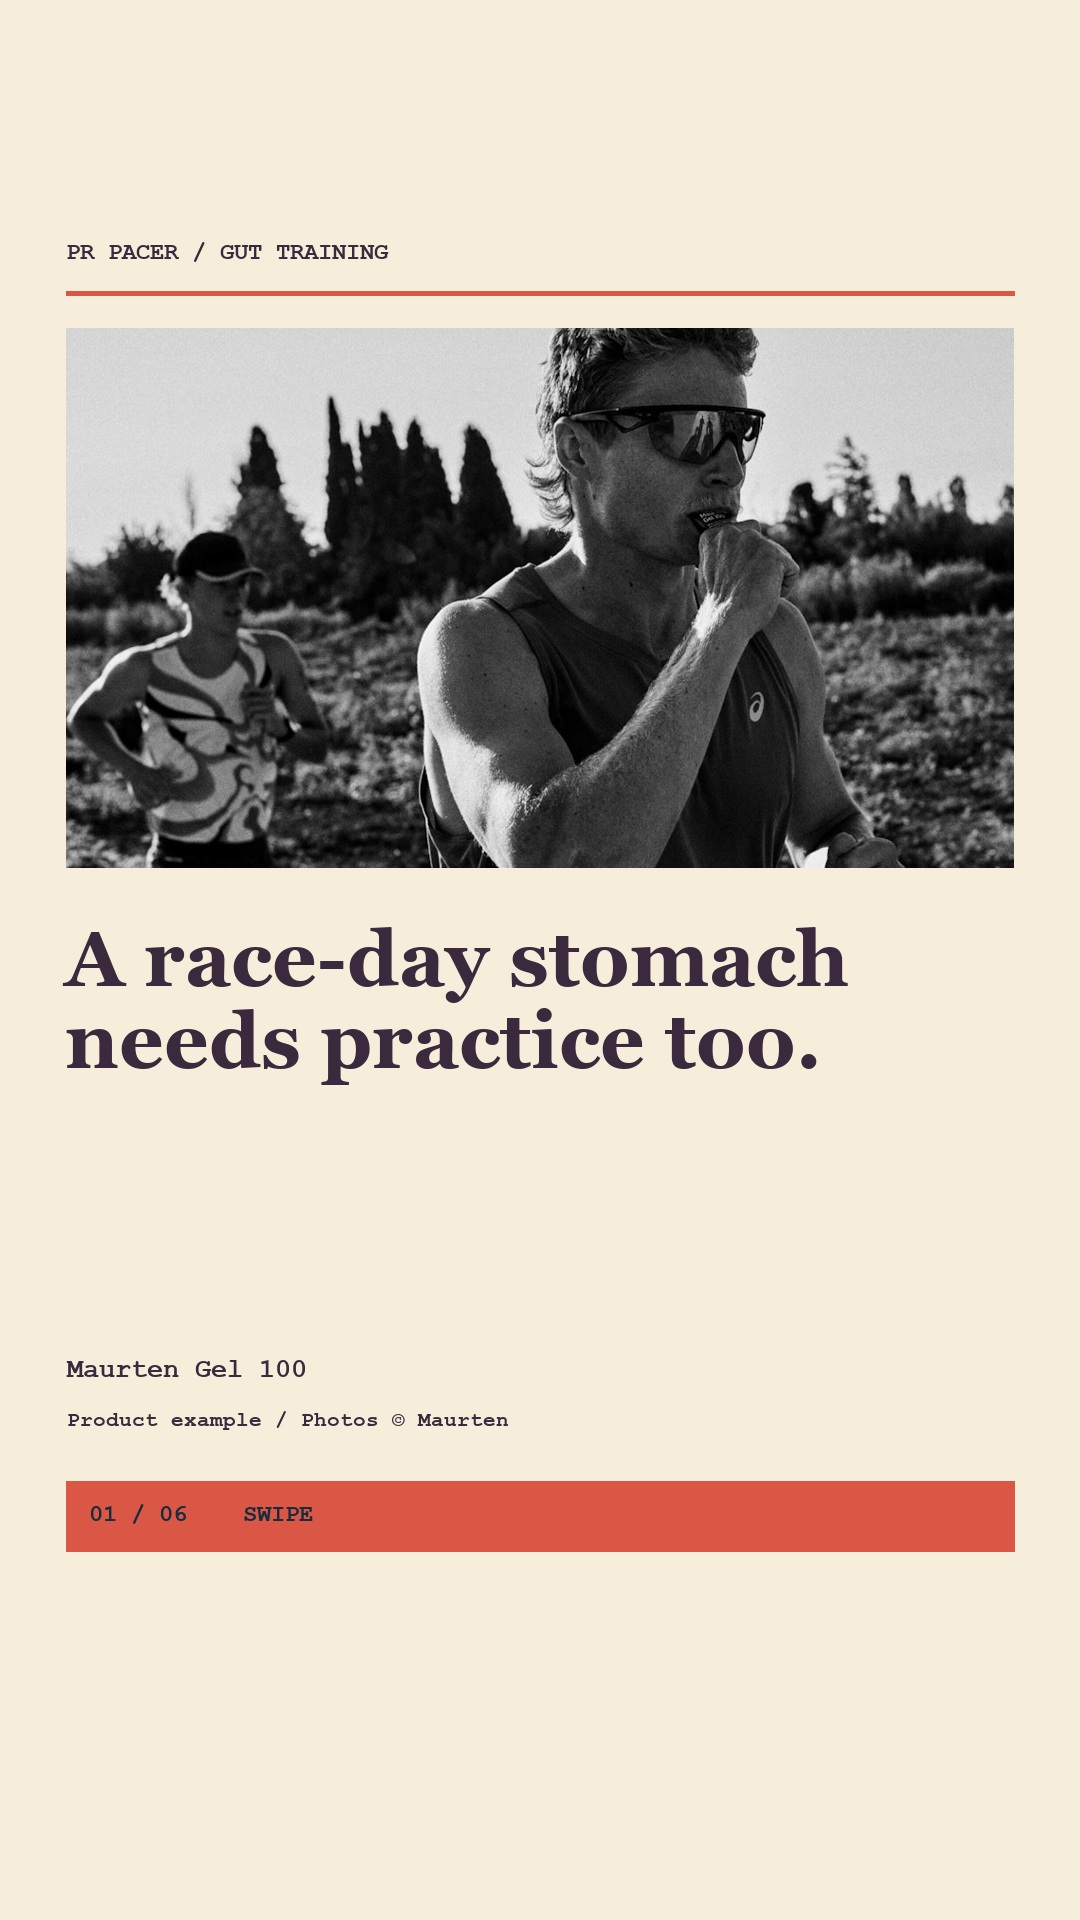 PR PACER / GUT TRAINING
A race-day stomach
needs practice too.
Maurten Gel 100
Product example / Photos © Maurten
01 / 06 SWIPE